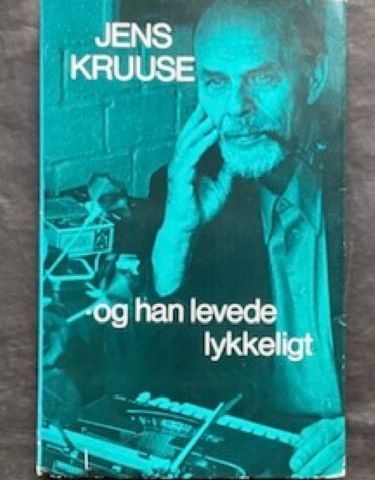 JENS
KRUUSE
og han levede
lykkeligt